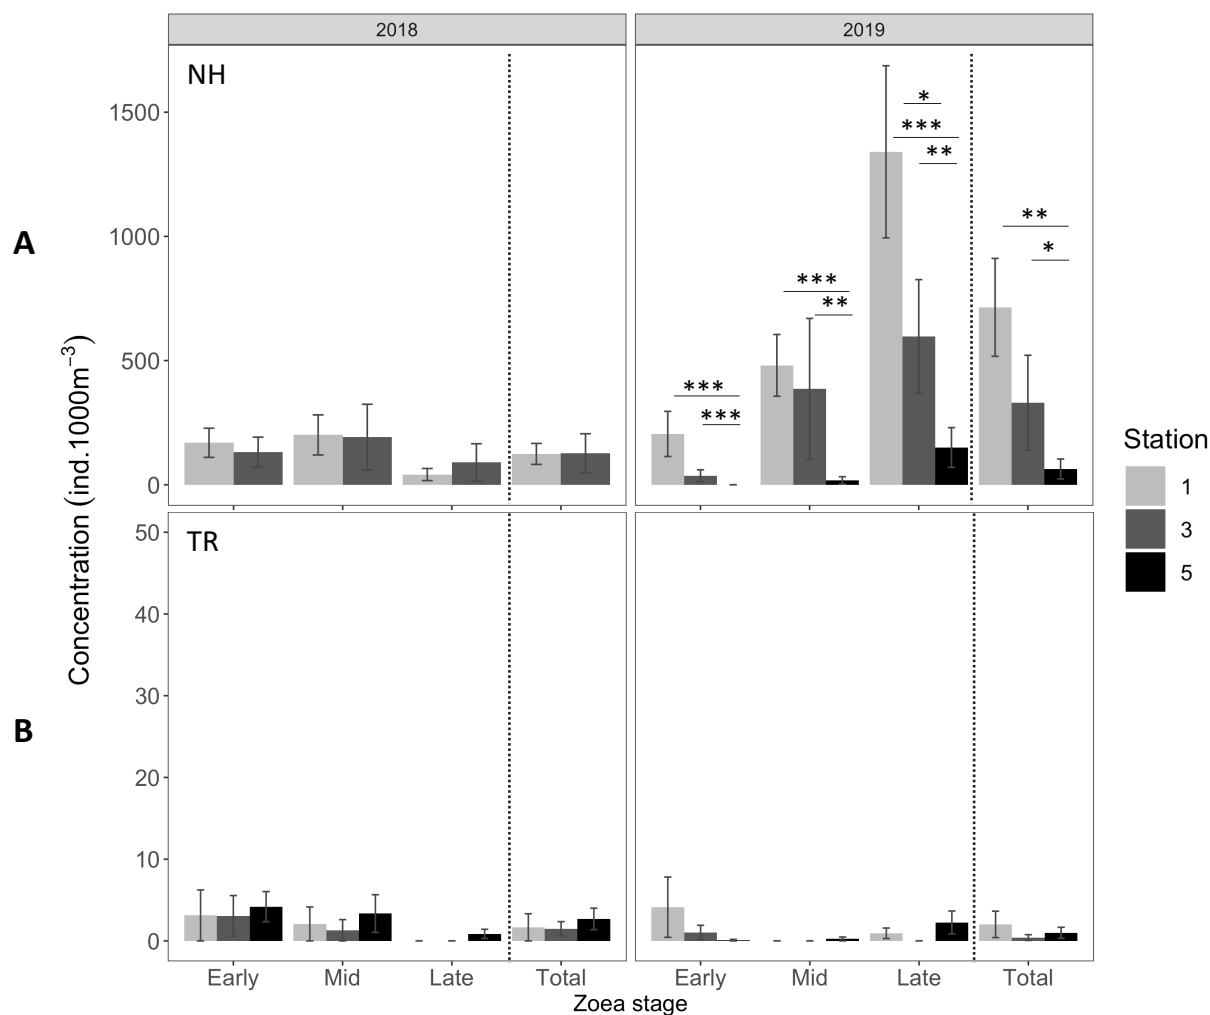 2018 2019
NH
1500
*
***
**
1000
**
*
A
***
**
500
***
***
0
Concentration (ind.1000m⁻³)
Station
1
3
5
TR
50
40
30
B
20
10
0
Early Mid Late Total Early Mid Late Total
Zoea stage